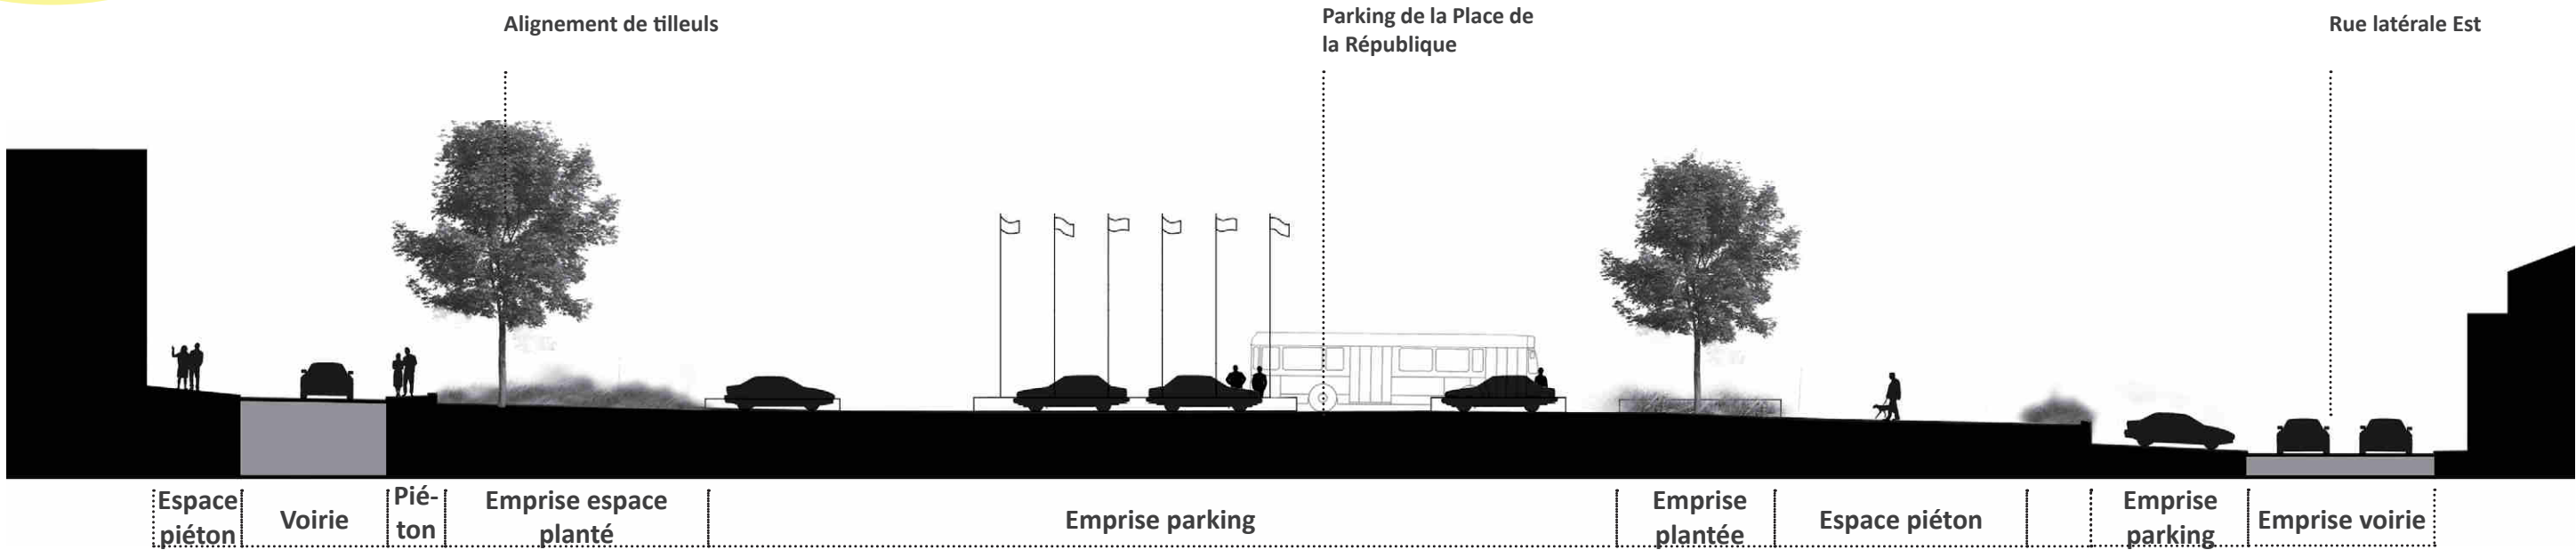 Alignement de tilleuls
Parking de la Place de
la République
Rue latérale Est
Espace
piéton
Voirie
Pié-
ton
Emprise espace
planté
Emprise parking
Emprise
plantée
Espace piéton
Emprise
parking
Emprise voirie